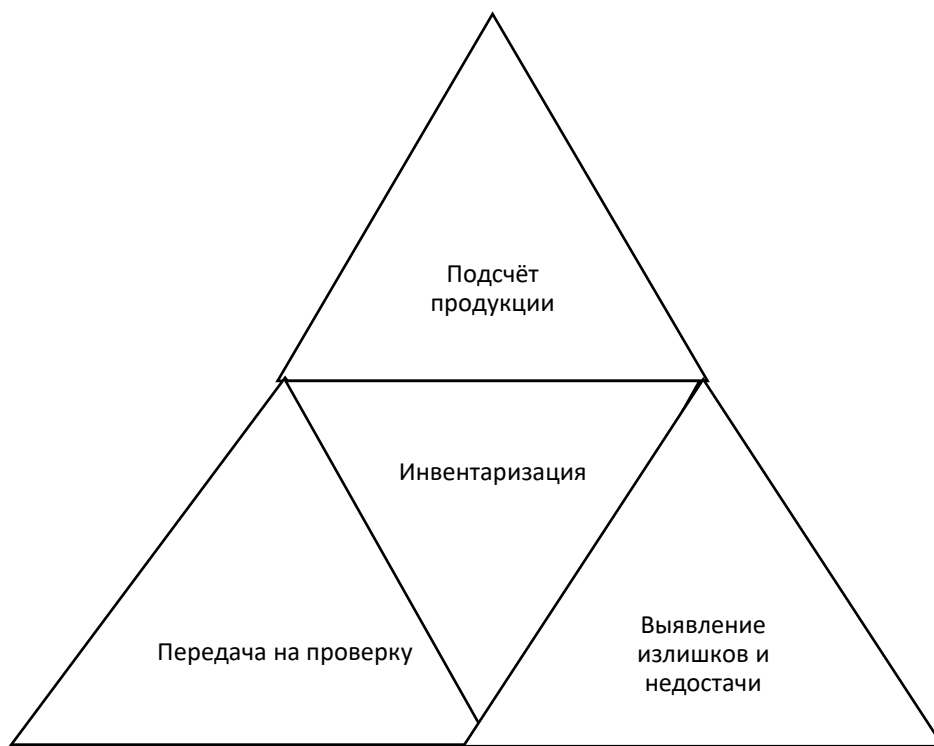 Подсчёт
продукции
Инвентаризация
Передача на проверку
Выявление
излишков и
недостачи